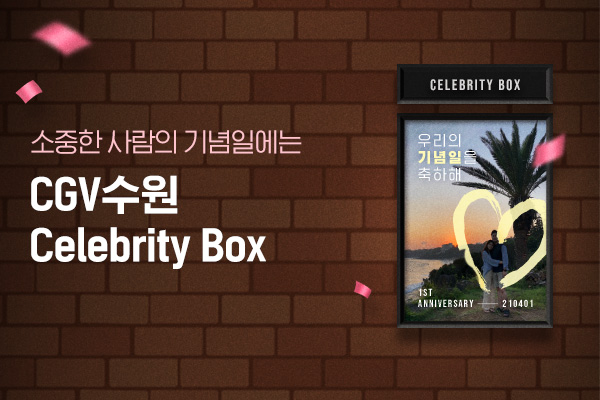 소중한 사람의 기념일에는
CGV수원
Celebrity Box
CELEBRITY BOX
우리의
기념일을
축하해
1ST
ANNIVERSARY 210401